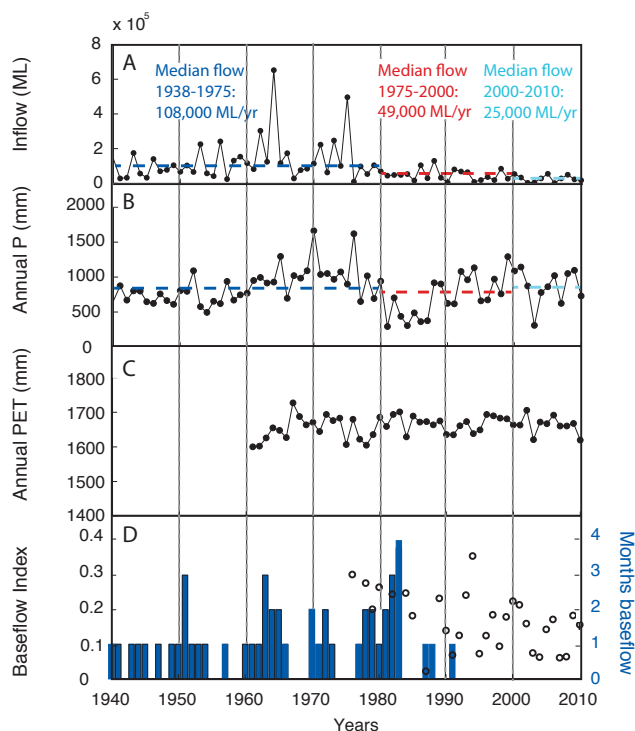 x 10⁵
8
6
4
2
0
Inflow (ML)
A
Median flow
1938-1975:
108,000 ML/yr
Median flow
1975-2000:
49,000 ML/yr
Median flow
2000-2010:
25,000 ML/yr
2000
1500
1000
500
0
Annual P (mm)
B
1800
1700
1600
1500
1400
Annual PET (mm)
C
0.4
0.3
0.2
0.1
0
Baseflow Index
D
4
3
2
1
0
Months baseflow
1940 1950 1960 1970 1980 1990 2000 2010
Years